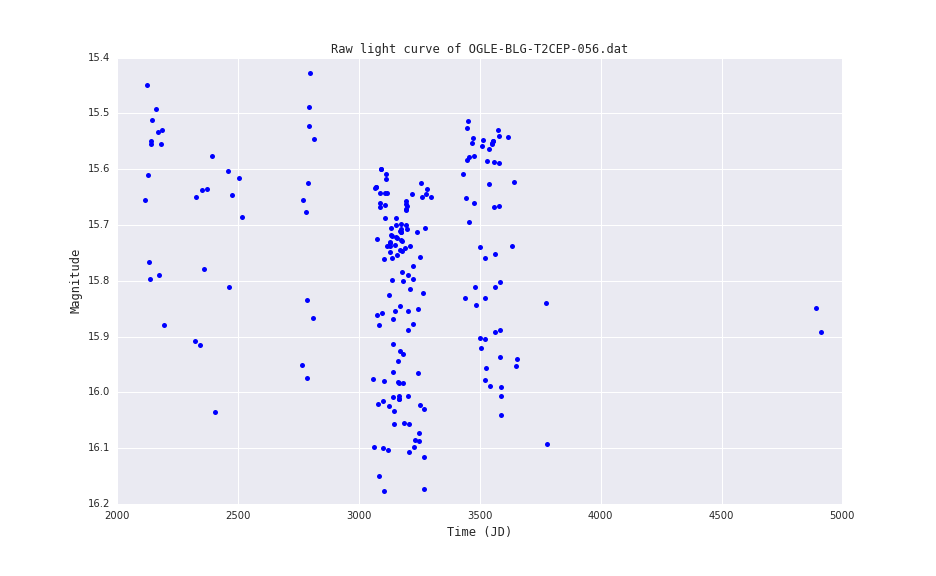 Raw light curve of OGLE-BLG-T2CEP-056.dat
15.4
15.5
15.6
15.7
15.8
15.9
16.0
16.1
16.2
Magnitude
2000 2500 3000 3500 4000 4500 5000
Time (JD)